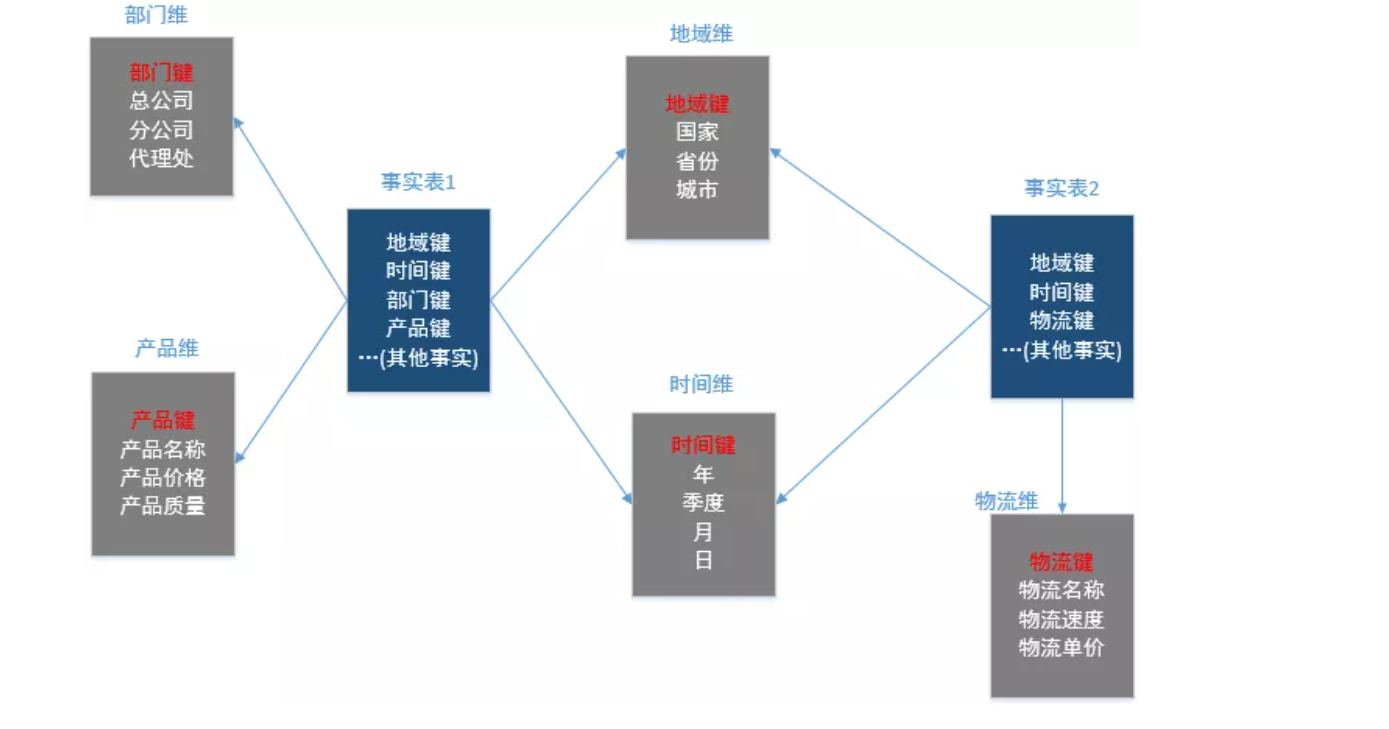 部门维
部门键
总公司
分公司
代理处
地域维
地域键
国家
省份
城市
事实表1
地域键
时间键
部门键
产品键
…(其他事实)
事实表2
地域键
时间键
物流键
…(其他事实)
产品维
产品键
产品名称
产品价格
产品质量
时间维
时间键
年
季度
月
日
物流维
物流键
物流名称
物流速度
物流单价